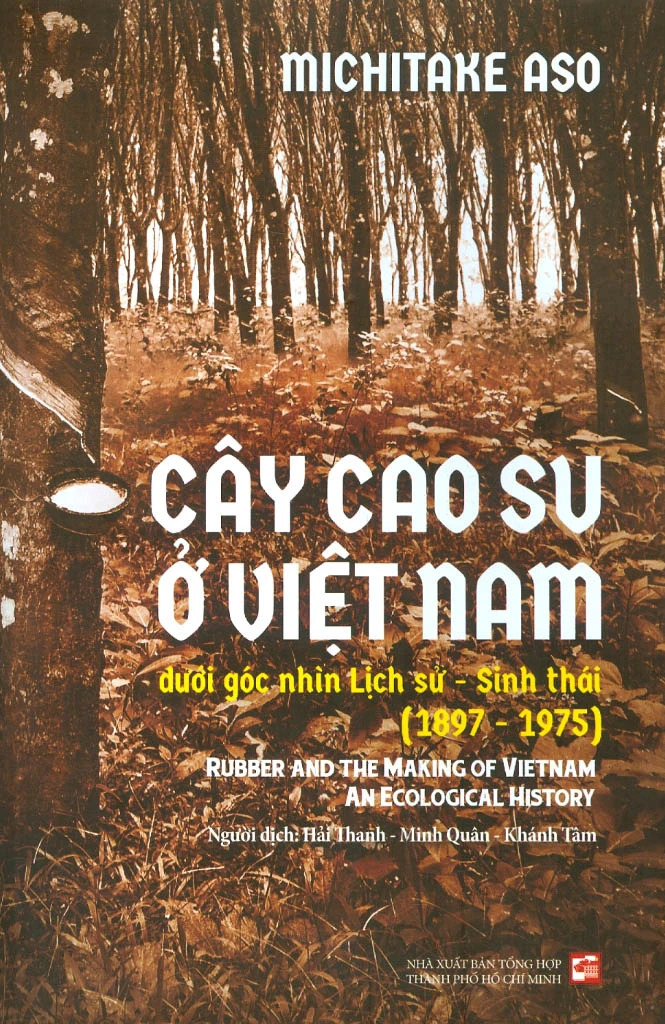 MICHITAKE ASO
CÂY CAO SU
Ở VIỆT NAM
dưới góc nhìn Lịch sử - Sinh thái
(1897 - 1975)
RUBBER AND THE MAKING OF VIETNAM
AN ECOLOGICAL HISTORY
Người dịch: Hải Thanh - Minh Quân - Khánh Tâm
NHÀ XUẤT BẢN TỔNG HỢP
THÀNH PHỐ HỒ CHÍ MINH